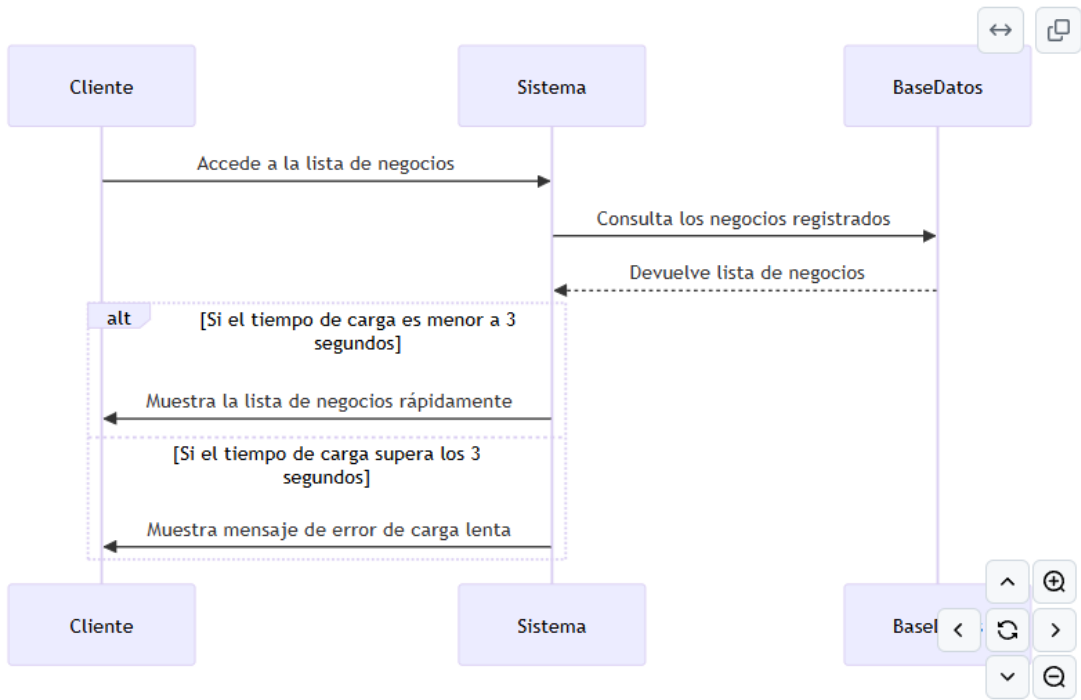 Cliente
Sistema
BaseDatos
Accede a la lista de negocios
Consulta los negocios registrados
Devuelve lista de negocios
alt
[Si el tiempo de carga es menor a 3
segundos]
Muestra la lista de negocios rápidamente
[Si el tiempo de carga supera los 3
segundos]
Muestra mensaje de error de carga lenta
Cliente
Sistema